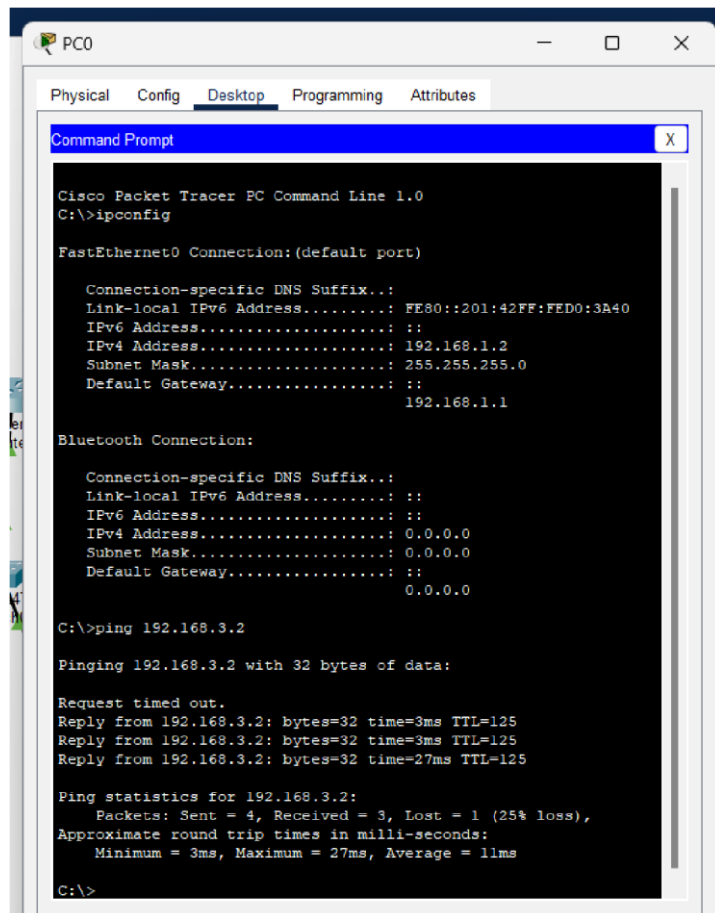 PC0
Physical Config Desktop Programming Attributes
Command Prompt
X
Cisco Packet Tracer PC Command Line 1.0
C:\>ipconfig
FastEthernet0 Connection:(default port)
Connection-specific DNS Suffix..:
Link-local IPv6 Address.........: FE80::201:42FF:FED0:3A40
IPv6 Address....................: ::
IPv4 Address....................: 192.168.1.2
Subnet Mask.....................: 255.255.255.0
Default Gateway.................: ::
192.168.1.1
Bluetooth Connection:
Connection-specific DNS Suffix..:
Link-local IPv6 Address.........: ::
IPv6 Address....................: ::
IPv4 Address....................: 0.0.0.0
Subnet Mask.....................: 0.0.0.0
Default Gateway.................: ::
0.0.0.0
C:\>ping 192.168.3.2
Pinging 192.168.3.2 with 32 bytes of data:
Request timed out.
Reply from 192.168.3.2: bytes=32 time=3ms TTL=125
Reply from 192.168.3.2: bytes=32 time=3ms TTL=125
Reply from 192.168.3.2: bytes=32 time=27ms TTL=125
Ping statistics for 192.168.3.2:
Packets: Sent = 4, Received = 3, Lost = 1 (25% loss),
Approximate round trip times in milli-seconds:
Minimum = 3ms, Maximum = 27ms, Average = 11ms
C:\>